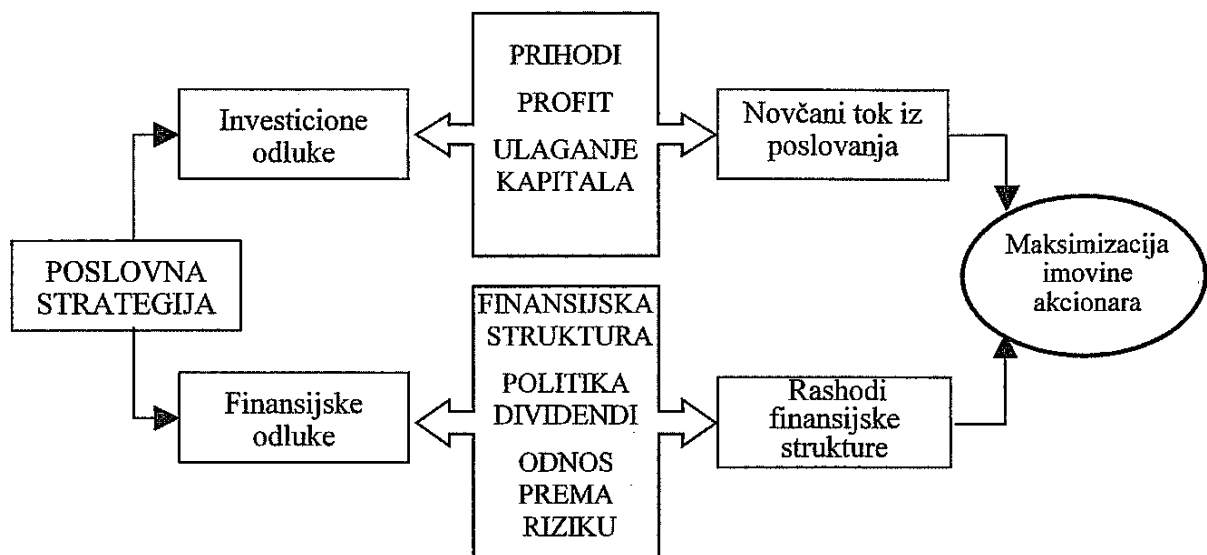 POSLOVNA
STRATEGIJA
Investicione
odluke
PRIHODI
PROFIT
ULAGANJE
KAPITALA
Novčani tok iz
poslovanja
Finansijske
odluke
FINANSIJSKA
STRUKTURA
POLITIKA
DIVIDENDI
ODNOS
PREMA
RIZIKU
Rashodi
finansijske
strukture
Maksimizacija
imovine
akcionara